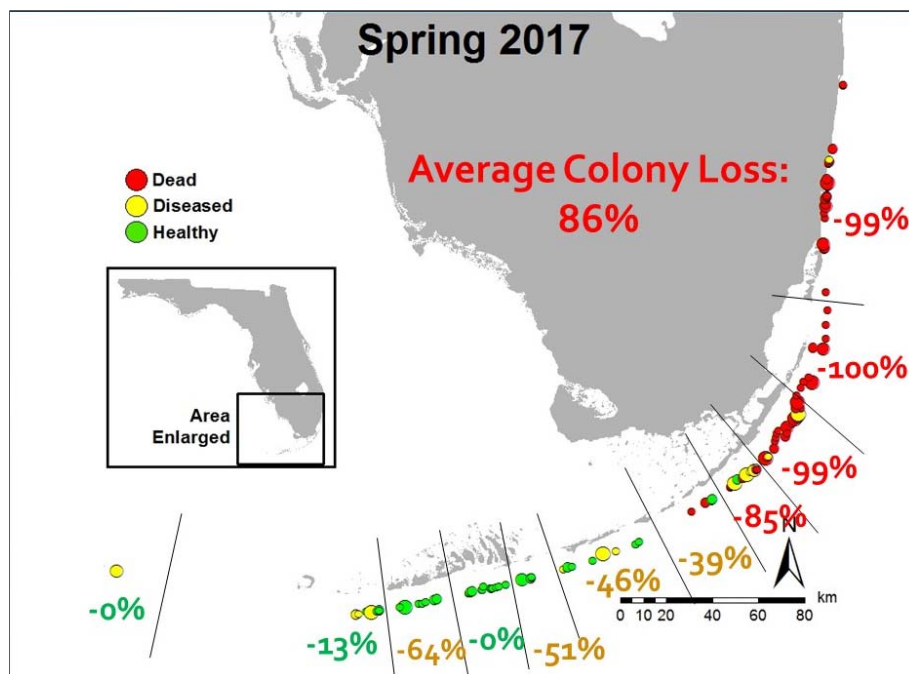 Spring 2017
Average Colony Loss:
86%
Dead
Diseased
Healthy
Area
Enlarged
-99%
-100%
-99%
-85%
-39%
-46%
-51%
-0%
-64%
-13%
-0%
N
km
0 10 20 40 60 80